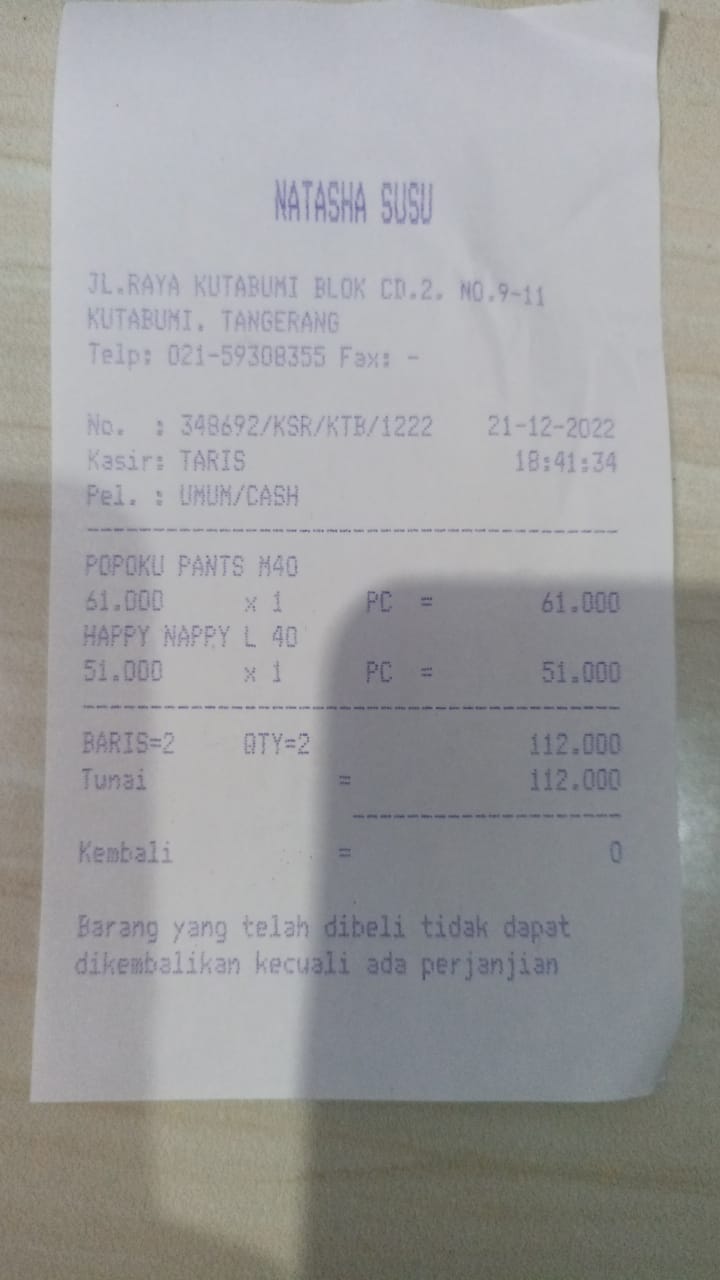 NATASHA SUSU
JL.RAYA KUTABUMI BLOK CD.2. NO.9-11
KUTABUMI. TANGERANG
Telp: 021-59308355 Fax: -
No. : 348692/KSR/KTB/1222 21-12-2022
Kasir: TARIS 18:41:34
Pel. : UMUM/CASH
POPOKU PANTS M40
61.000 x 1 PC = 61.000
HAPPY NAPPY L 40
51.000 x 1 PC = 51.000
BARIS=2 QTY=2 112.000
Tunai = 112.000
Kembali = 0
Barang yang telah dibeli tidak dapat
dikembalikan kecuali ada perjanjian